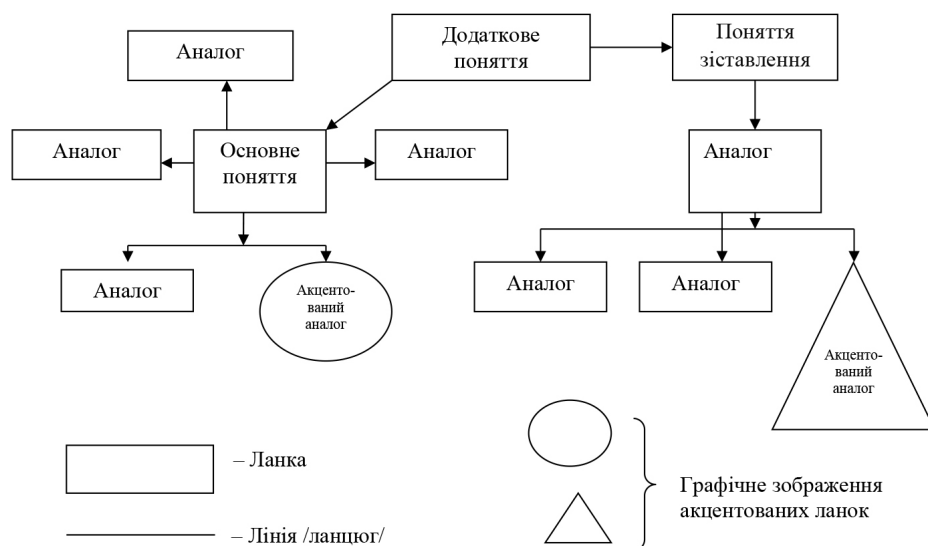 Аналог
Додаткове
поняття
Поняття
зіставлення
Аналог
Основне
поняття
Аналог
Аналог
Аналог
Акценто-
ваний
аналог
Аналог
Аналог
Акценто-
ваний
аналог
– Ланка
– Лінія /ланцюг/
Графічне зображення
акцентованих ланок